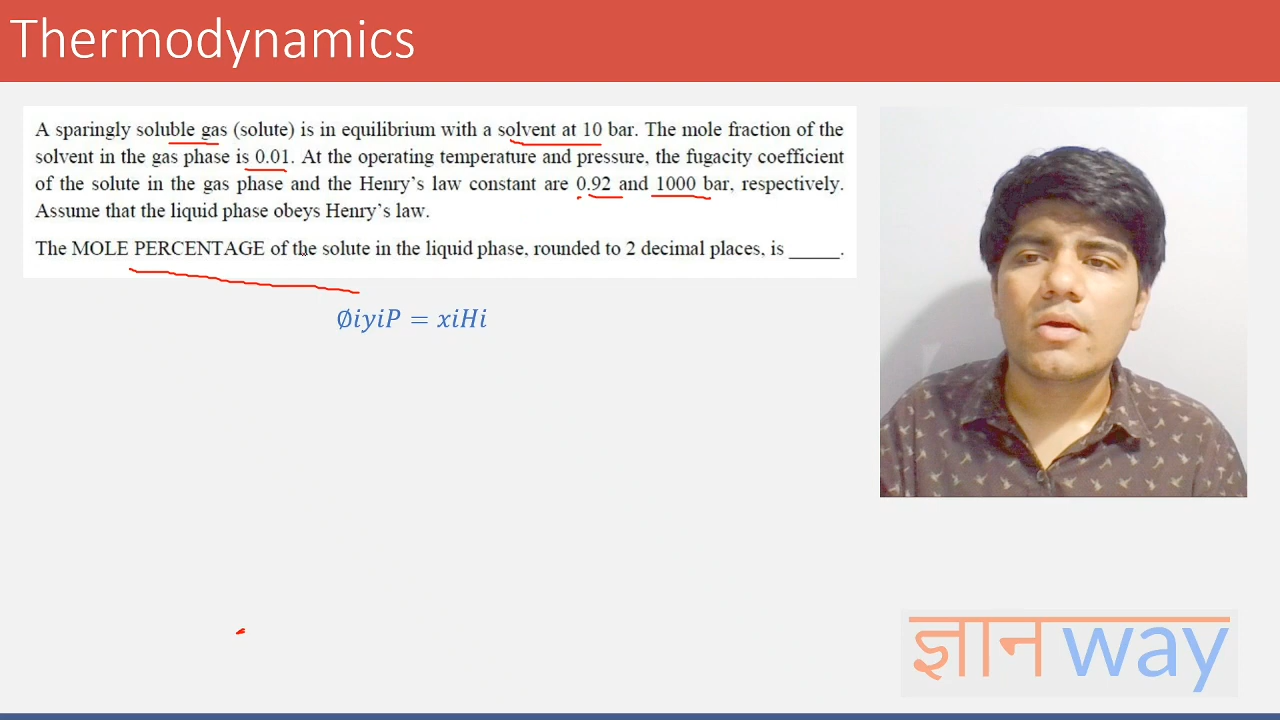 Thermodynamics
A sparingly soluble gas (solute) is in equilibrium with a solvent at 10 bar. The mole fraction of the
solvent in the gas phase is 0.01. At the operating temperature and pressure, the fugacity coefficient
of the solute in the gas phase and the Henry's law constant are 0.92 and 1000 bar, respectively.
Assume that the liquid phase obeys Henry's law.
The MOLE PERCENTAGE of the solute in the liquid phase, rounded to 2 decimal places, is _____.
∅iyiP = xiHi
ज्ञान way